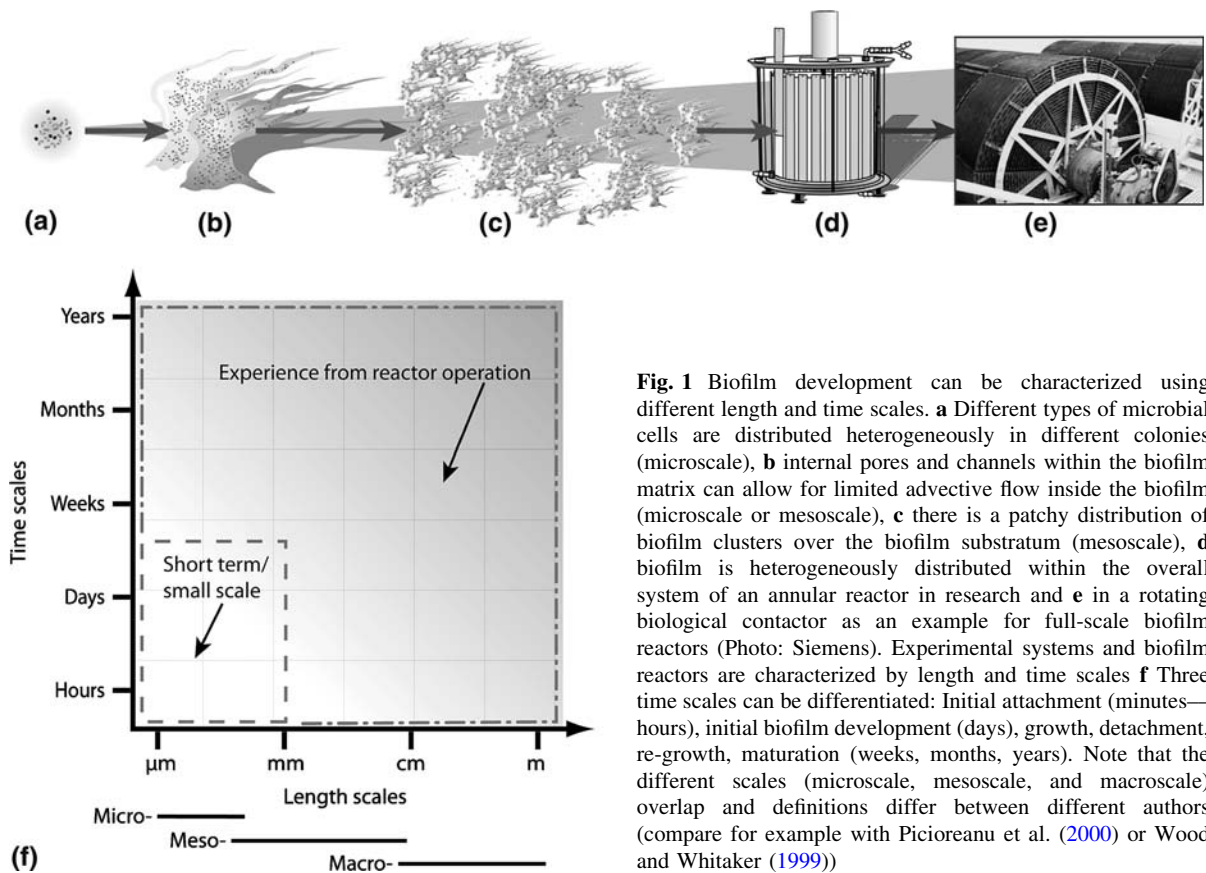 (a)
(b)
(c)
(d)
(e)
Years
Months
Weeks
Days
Hours
Time scales
Experience from reactor operation
Short term/
small scale
µm
mm
cm
m
Length scales
Micro-
Meso-
Macro-
(f)
Fig. 1 Biofilm development can be characterized using
different length and time scales. a Different types of microbial
cells are distributed heterogeneously in different colonies
(microscale), b internal pores and channels within the biofilm
matrix can allow for limited advective flow inside the biofilm
(microscale or mesoscale), c there is a patchy distribution of
biofilm clusters over the biofilm substratum (mesoscale), d
biofilm is heterogeneously distributed within the overall
system of an annular reactor in research and e in a rotating
biological contactor as an example for full-scale biofilm
reactors (Photo: Siemens). Experimental systems and biofilm
reactors are characterized by length and time scales f Three
time scales can be differentiated: Initial attachment (minutes—
hours), initial biofilm development (days), growth, detachment,
re-growth, maturation (weeks, months, years). Note that the
different scales (microscale, mesoscale, and macroscale)
overlap and definitions differ between different authors
(compare for example with Picioreanu et al. (2000) or Wood
and Whitaker (1999))